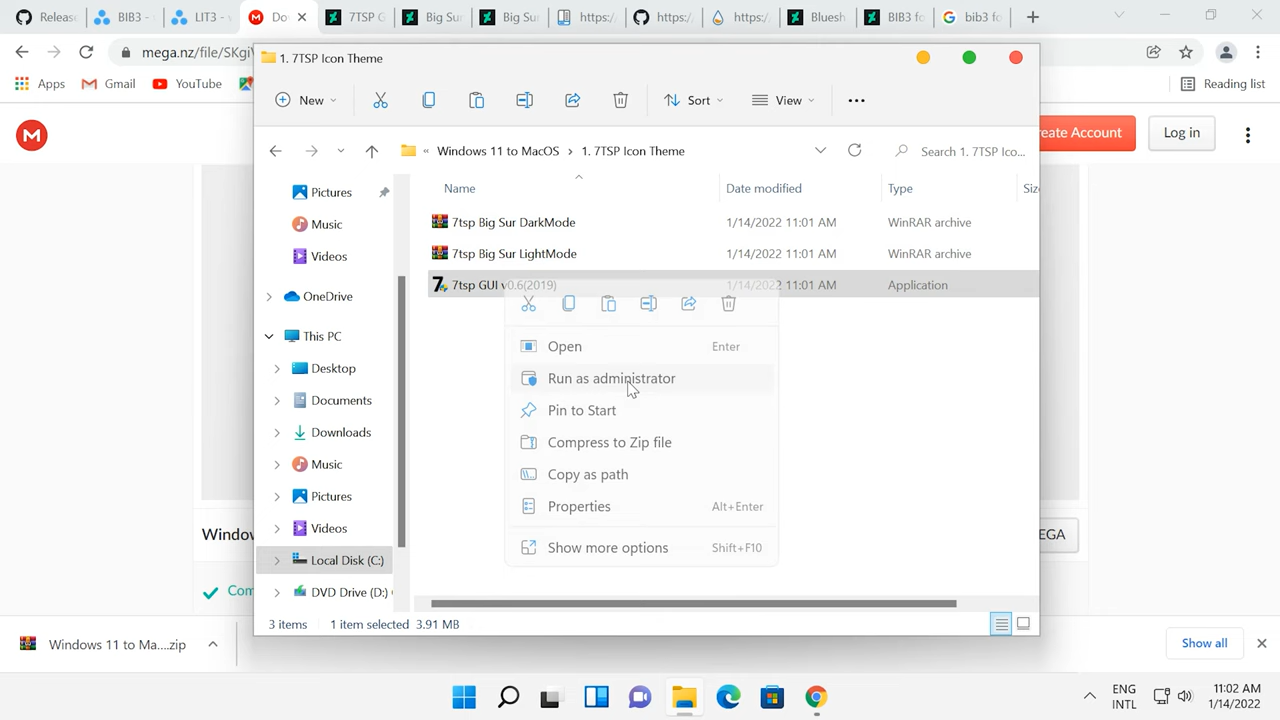 Release
BIB3 -
LIT3 -
Do
7TSP G
Big Sur
Big Su
https:/
https:/
https:/
Bluesh
BIB3 fo
bib3 fo
mega.nz/file/SKgi
Apps
Gmail
YouTube
Reading list
M
Create Account
Log in
1. 7TSP Icon Theme
New
Sort
View
« Windows 11 to MacOS > 1. 7TSP Icon Theme
Search 1. 7TSP Ico...
Name
Date modified
Type
Siz
7tsp Big Sur DarkMode
1/14/2022 11:01 AM
WinRAR archive
7tsp Big Sur LightMode
1/14/2022 11:01 AM
WinRAR archive
7tsp GUI v0.6(2019)
1/14/2022 11:01 AM
Application
Pictures
Music
Videos
OneDrive
This PC
Desktop
Documents
Downloads
Music
Pictures
Videos
Local Disk (C:)
DVD Drive (D:)
Open
Enter
Run as administrator
Pin to Start
Compress to Zip file
Copy as path
Properties
Alt+Enter
Show more options
Shift+F10
3 items
1 item selected
3.91 MB
Windo
EGA
Com
Windows 11 to Ma....zip
Show all
ENG
INTL
11:02 AM
1/14/2022